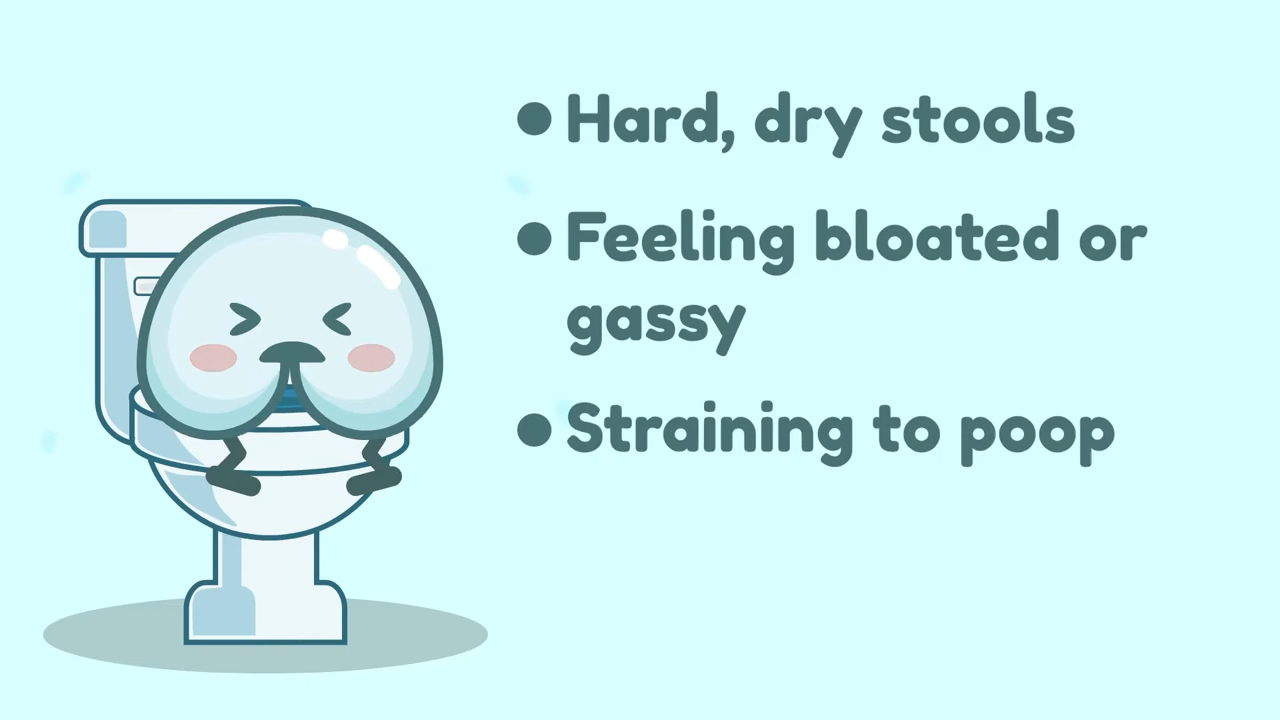 ● Hard, dry stools
● Feeling bloated or
gassy
● Straining to poop